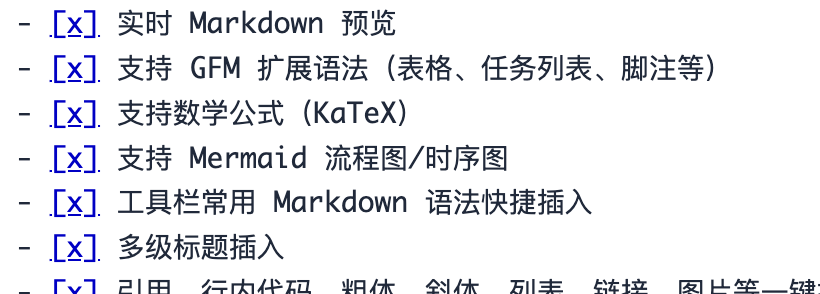 - [x] 实时 Markdown 预览
- [x] 支持 GFM 扩展语法（表格、任务列表、脚注等）
- [x] 支持数学公式（KaTeX）
- [x] 支持 Mermaid 流程图/时序图
- [x] 工具栏常用 Markdown 语法快捷插入
- [x] 多级标题插入
- [x] 引用、行内代码、粗体、斜体、列表、链接、图片等一键